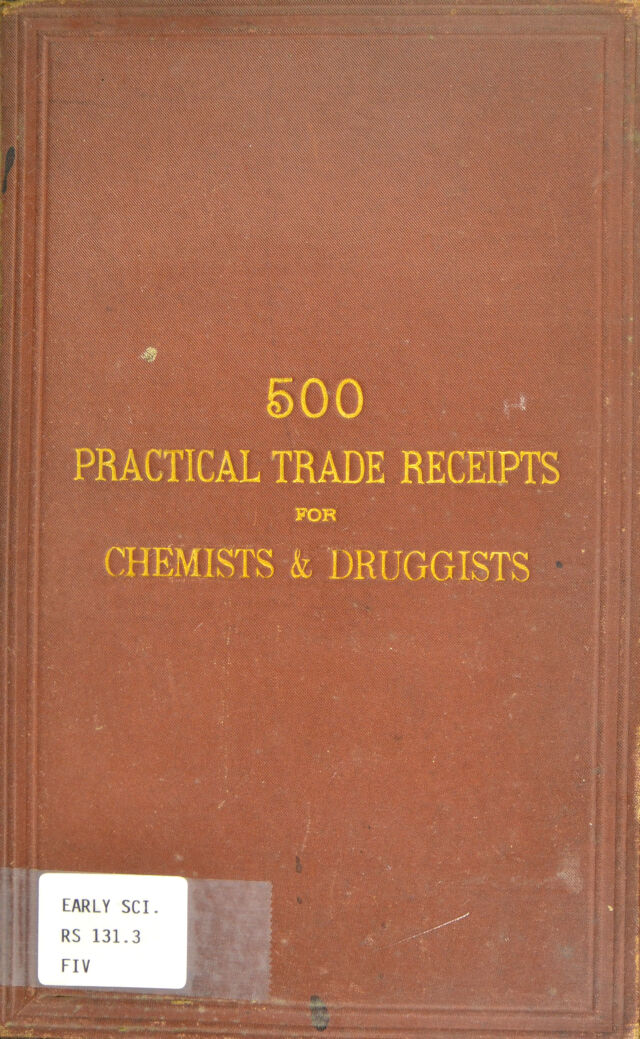 500
PRACTICAL TRADE RECEIPTS
FOR
CHEMISTS & DRUGGISTS
EARLY SCI.
RS 131.3
FIV